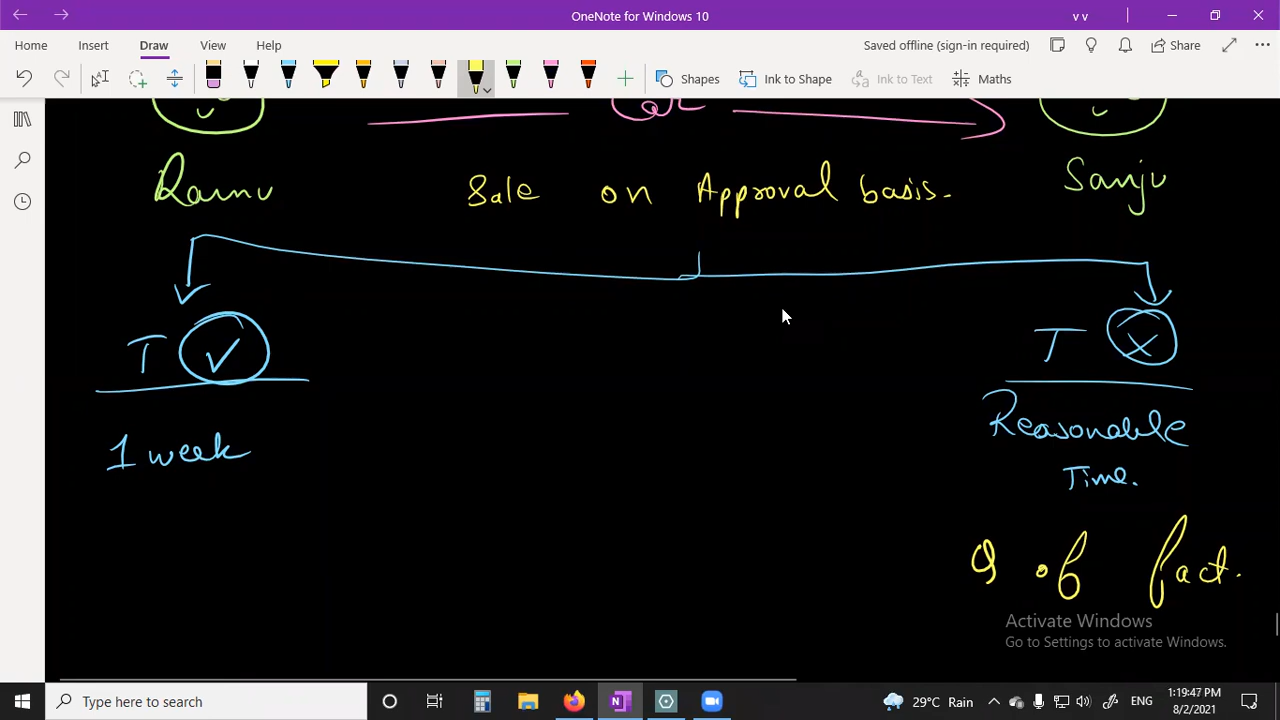 OneNote for Windows 10
v v
Home Insert Draw View Help
Saved offline (sign-in required)
Share
Shapes
Ink to Shape
Ink to Text
Maths
Ramu
Sale on Approval basis.
Sanju
T ✓
T X
1 week
Reasonable
Time.
Q of fact.
Activate Windows
Go to Settings to activate Windows.
Type here to search
29°C Rain
ENG
1:19:47 PM
8/2/2021